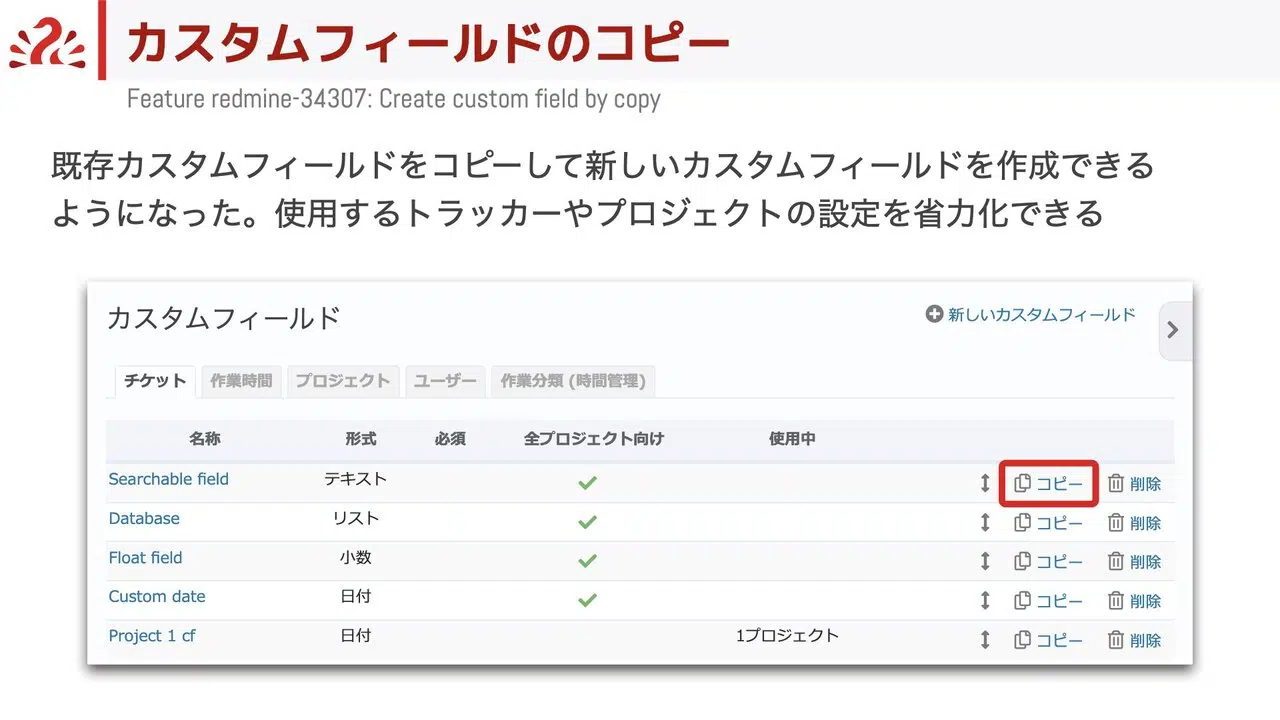 カスタムフィールドのコピー
Feature redmine-34307: Create custom field by copy
既存カスタムフィールドをコピーして新しいカスタムフィールドを作成できる
ようになった。使用するトラッカーやプロジェクトの設定を省力化できる
カスタムフィールド 新しいカスタムフィールド
チケット 作業時間 プロジェクト ユーザー 作業分類 (時間管理)
名称 形式 必須 全プロジェクト向け 使用中
Searchable field テキスト コピー 削除
Database リスト コピー 削除
Float field 小数 コピー 削除
Custom date 日付 コピー 削除
Project 1 cf 日付 1プロジェクト コピー 削除